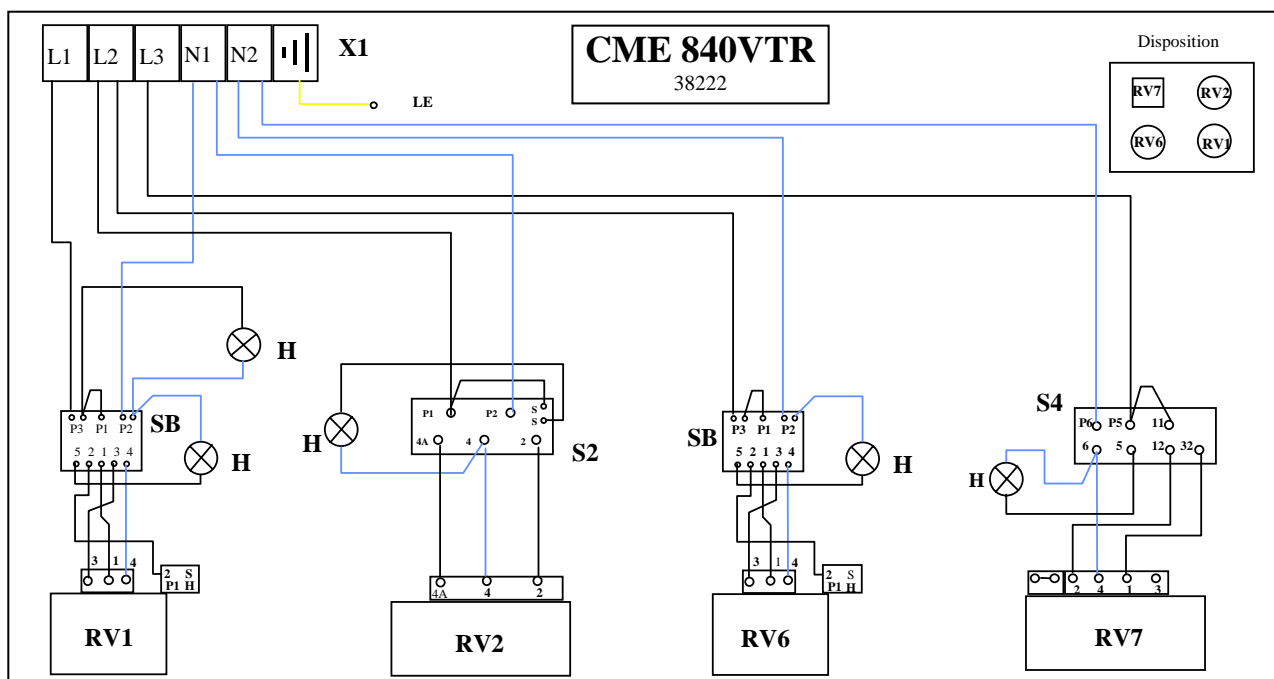 L1 L2 L3 N1 N2 X1
CME 840VTR
38222
Disposition
RV7 RV2
RV6 RV1
LE
H
SB
P3 P1 P2
5 2 1 3 4
H
3 1 4
2 S
P1 H
RV1
H
P1 P2 S
S
4A 4 2
S2
4A 4 2
RV2
SB
P3 P1 P2
5 2 1 3 4
H
3 1 4
2 S
P1 H
RV6
S4
P6 P5 11
6 5 12 32
H
2 4 1 3
RV7